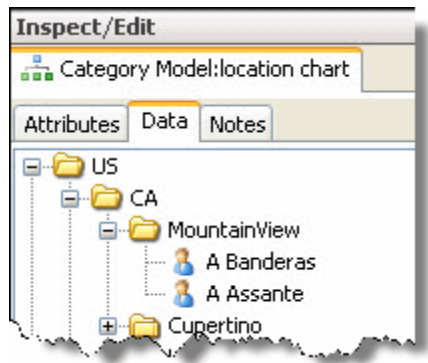 Inspect/Edit
Category Model:location chart
Attributes Data Notes
US
CA
MountainView
A Banderas
A Assante
Cupertino